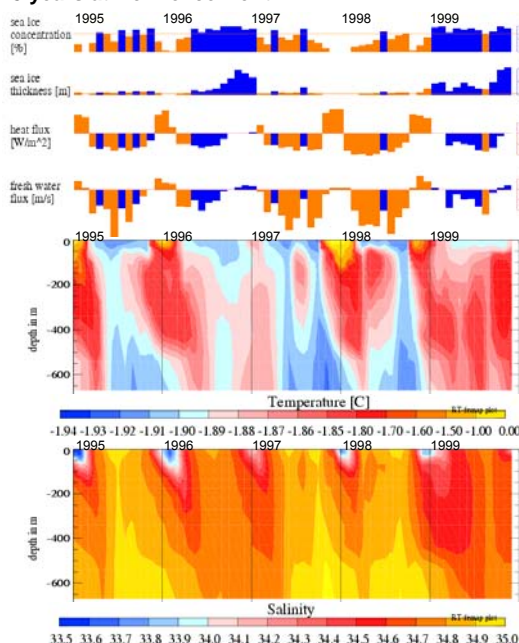 1995 1996 1997 1998 1999
sea ice
concentration
[%]
sea ice
thickness [m]
heat flux
[W/m^2]
fresh water
flux [m/s]
1995 1996 1997 1998 1999
0
-200
-400
-600
depth in m
Temperature [C]
-1.94 -1.93 -1.92 -1.91 -1.90 -1.89 -1.88 -1.87 -1.86 -1.85 -1.80 -1.70 -1.60 -1.50 -1.00 0.00
1995 1996 1997 1998 1999
0
-200
-400
-600
depth in m
Salinity
33.5 33.6 33.7 33.8 33.9 34.0 34.1 34.2 34.3 34.4 34.5 34.6 34.7 34.8 34.9